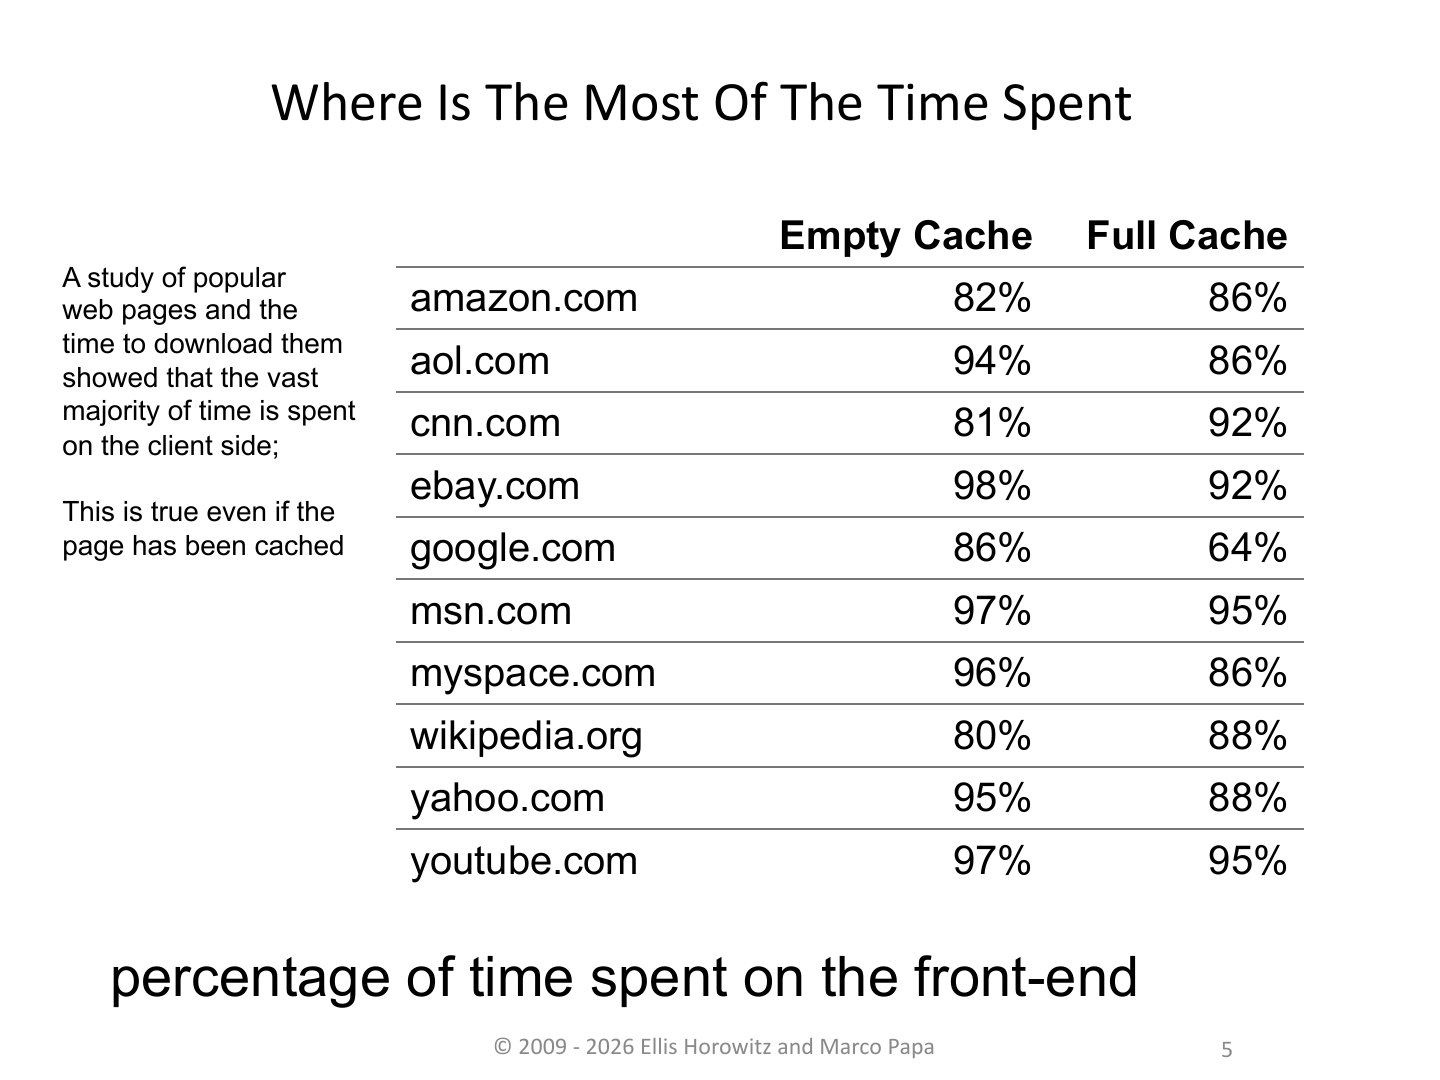 Where Is The Most Of The Time Spent
A study of popular
web pages and the
time to download them
showed that the vast
majority of time is spent
on the client side;
This is true even if the
page has been cached
Empty Cache Full Cache
amazon.com 82% 86%
aol.com 94% 86%
cnn.com 81% 92%
ebay.com 98% 92%
google.com 86% 64%
msn.com 97% 95%
myspace.com 96% 86%
wikipedia.org 80% 88%
yahoo.com 95% 88%
youtube.com 97% 95%
percentage of time spent on the front-end
© 2009 - 2026 Ellis Horowitz and Marco Papa
5